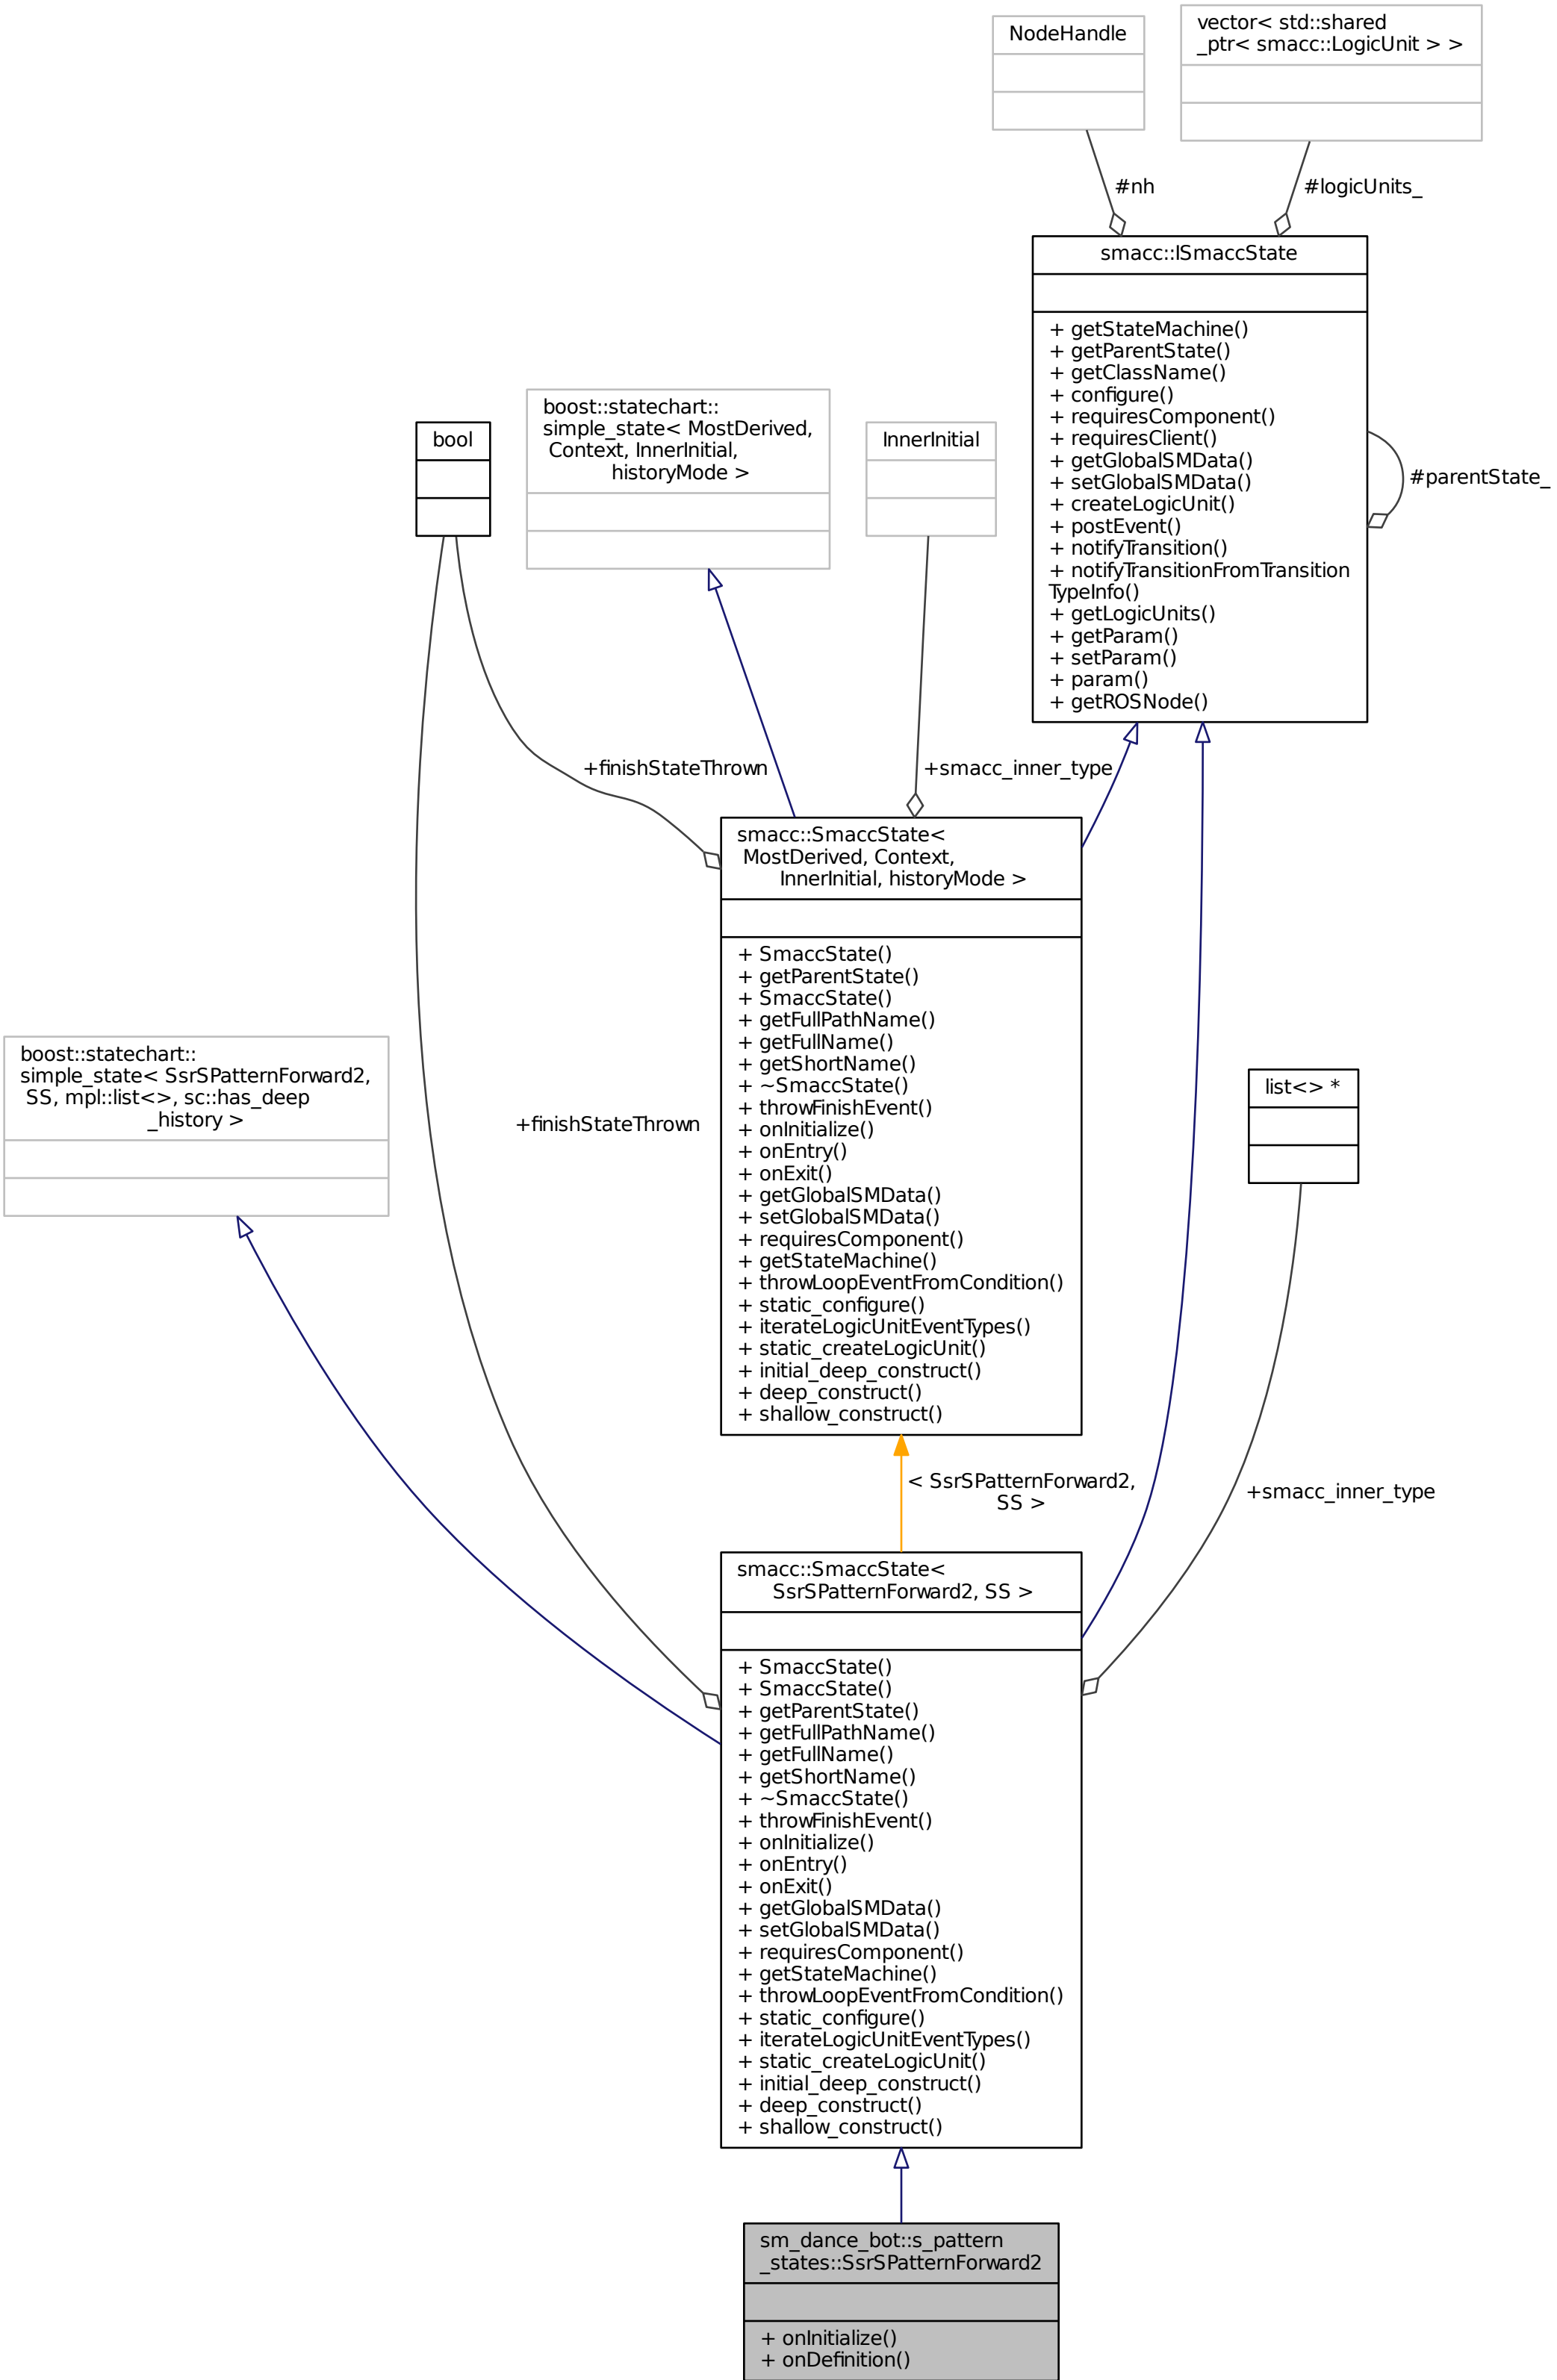 NodeHandle
vector< std::shared
_ptr< smacc::LogicUnit > >
#nh
#logicUnits_
smacc::ISmaccState
+ getStateMachine()
+ getParentState()
+ getClassName()
+ configure()
+ requiresComponent()
+ requiresClient()
+ getGlobalSMData()
+ setGlobalSMData()
+ createLogicUnit()
+ postEvent()
+ notifyTransition()
+ notifyTransitionFromTransition
TypeInfo()
+ getLogicUnits()
+ getParam()
+ setParam()
+ param()
+ getROSNode()
#parentState_
bool
boost::statechart::
simple_state< MostDerived,
Context, InnerInitial,
historyMode >
InnerInitial
+finishStateThrown
+smacc_inner_type
smacc::SmaccState<
MostDerived, Context,
InnerInitial, historyMode >
+ SmaccState()
+ getParentState()
+ SmaccState()
+ getFullPathName()
+ getFullName()
+ getShortName()
+ ~SmaccState()
+ throwFinishEvent()
+ onInitialize()
+ onEntry()
+ onExit()
+ getGlobalSMData()
+ setGlobalSMData()
+ requiresComponent()
+ getStateMachine()
+ throwLoopEventFromCondition()
+ static_configure()
+ iterateLogicUnitEventTypes()
+ static_createLogicUnit()
+ initial_deep_construct()
+ deep_construct()
+ shallow_construct()
boost::statechart::
simple_state< SsrSPatternForward2,
SS, mpl::list<>, sc::has_deep
_history >
+finishStateThrown
list<> *
< SsrSPatternForward2,
SS >
+smacc_inner_type
smacc::SmaccState<
SsrSPatternForward2, SS >
+ SmaccState()
+ SmaccState()
+ getParentState()
+ getFullPathName()
+ getFullName()
+ getShortName()
+ ~SmaccState()
+ throwFinishEvent()
+ onInitialize()
+ onEntry()
+ onExit()
+ getGlobalSMData()
+ setGlobalSMData()
+ requiresComponent()
+ getStateMachine()
+ throwLoopEventFromCondition()
+ static_configure()
+ iterateLogicUnitEventTypes()
+ static_createLogicUnit()
+ initial_deep_construct()
+ deep_construct()
+ shallow_construct()
sm_dance_bot::s_pattern
_states::SsrSPatternForward2
+ onInitialize()
+ onDefinition()